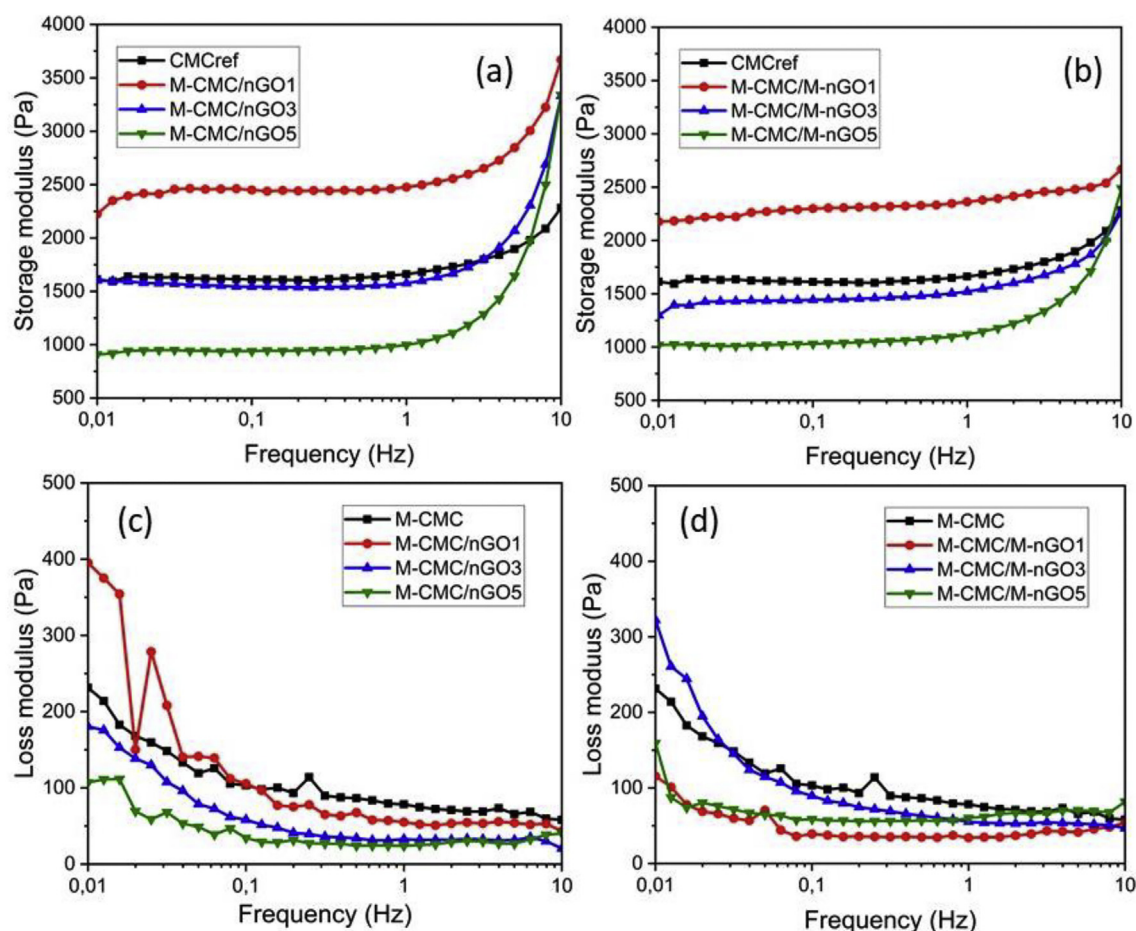 4000
3500
3000
2500
2000
1500
1000
500
Storage modulus (Pa)
CMCref
M-CMC/nGO1
M-CMC/nGO3
M-CMC/nGO5
(a)
0,01
0,1
1
10
Frequency (Hz)
4000
3500
3000
2500
2000
1500
1000
500
Storage modulus (Pa)
CMCref
M-CMC/M-nGO1
M-CMC/M-nGO3
M-CMC/M-nGO5
(b)
0,01
0,1
1
10
Frequency (Hz)
500
400
300
200
100
0
Loss modulus (Pa)
(c)
M-CMC
M-CMC/nGO1
M-CMC/nGO3
M-CMC/nGO5
0,01
0,1
1
10
Frequency (Hz)
500
400
300
200
100
0
Loss moduus (Pa)
(d)
M-CMC
M-CMC/M-nGO1
M-CMC/M-nGO3
M-CMC/M-nGO5
0,01
0,1
1
10
Frequency (Hz)